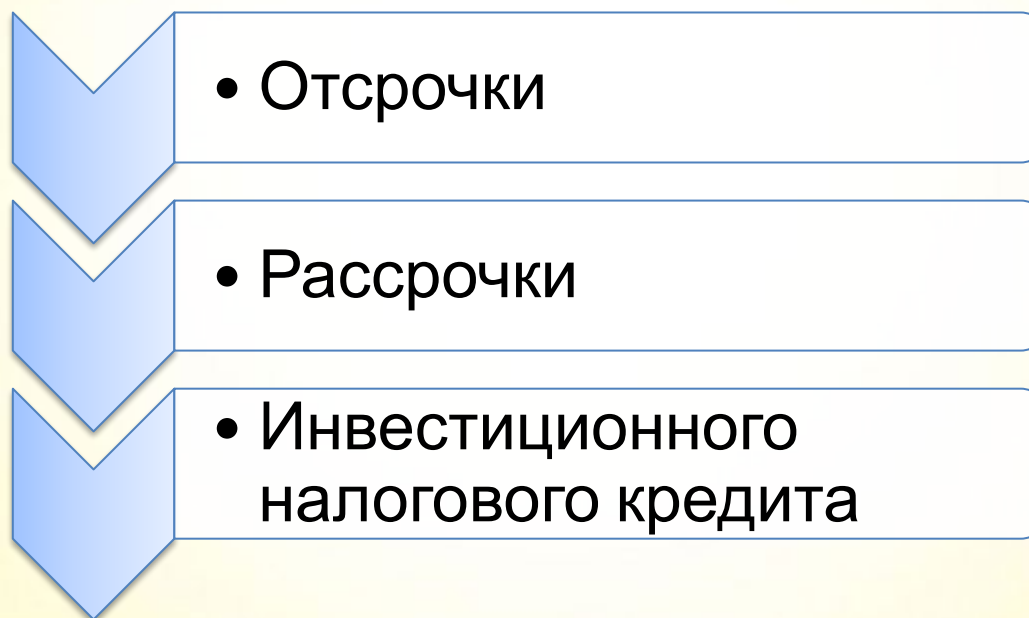 • Отсрочки
• Рассрочки
• Инвестиционного
налогового кредита